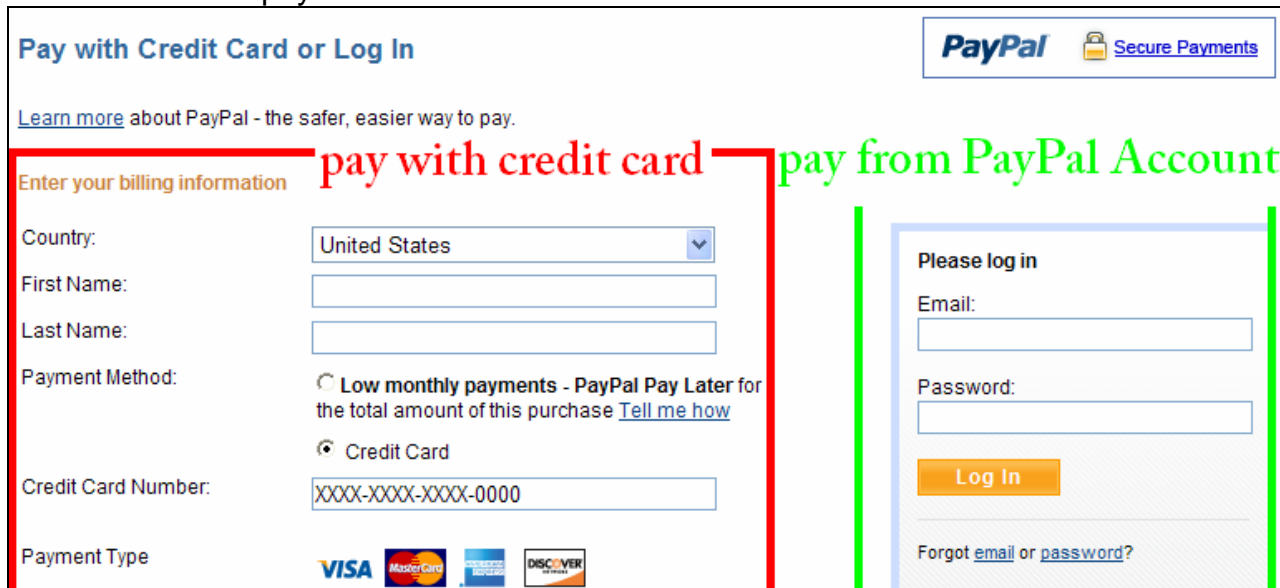 pay
Pay with Credit Card or Log In
PayPal Secure Payments
Learn more about PayPal - the safer, easier way to pay.
pay with credit card
pay from PayPal Account
Enter your billing information
Country:
United States
First Name:
Last Name:
Payment Method:
Low monthly payments - PayPal Pay Later for
the total amount of this purchase Tell me how
Credit Card
Credit Card Number:
XXXX-XXXX-XXXX-0000
Payment Type
VISA MasterCard DISCOVER
Please log in
Email:
Password:
Log In
Forgot email or password?